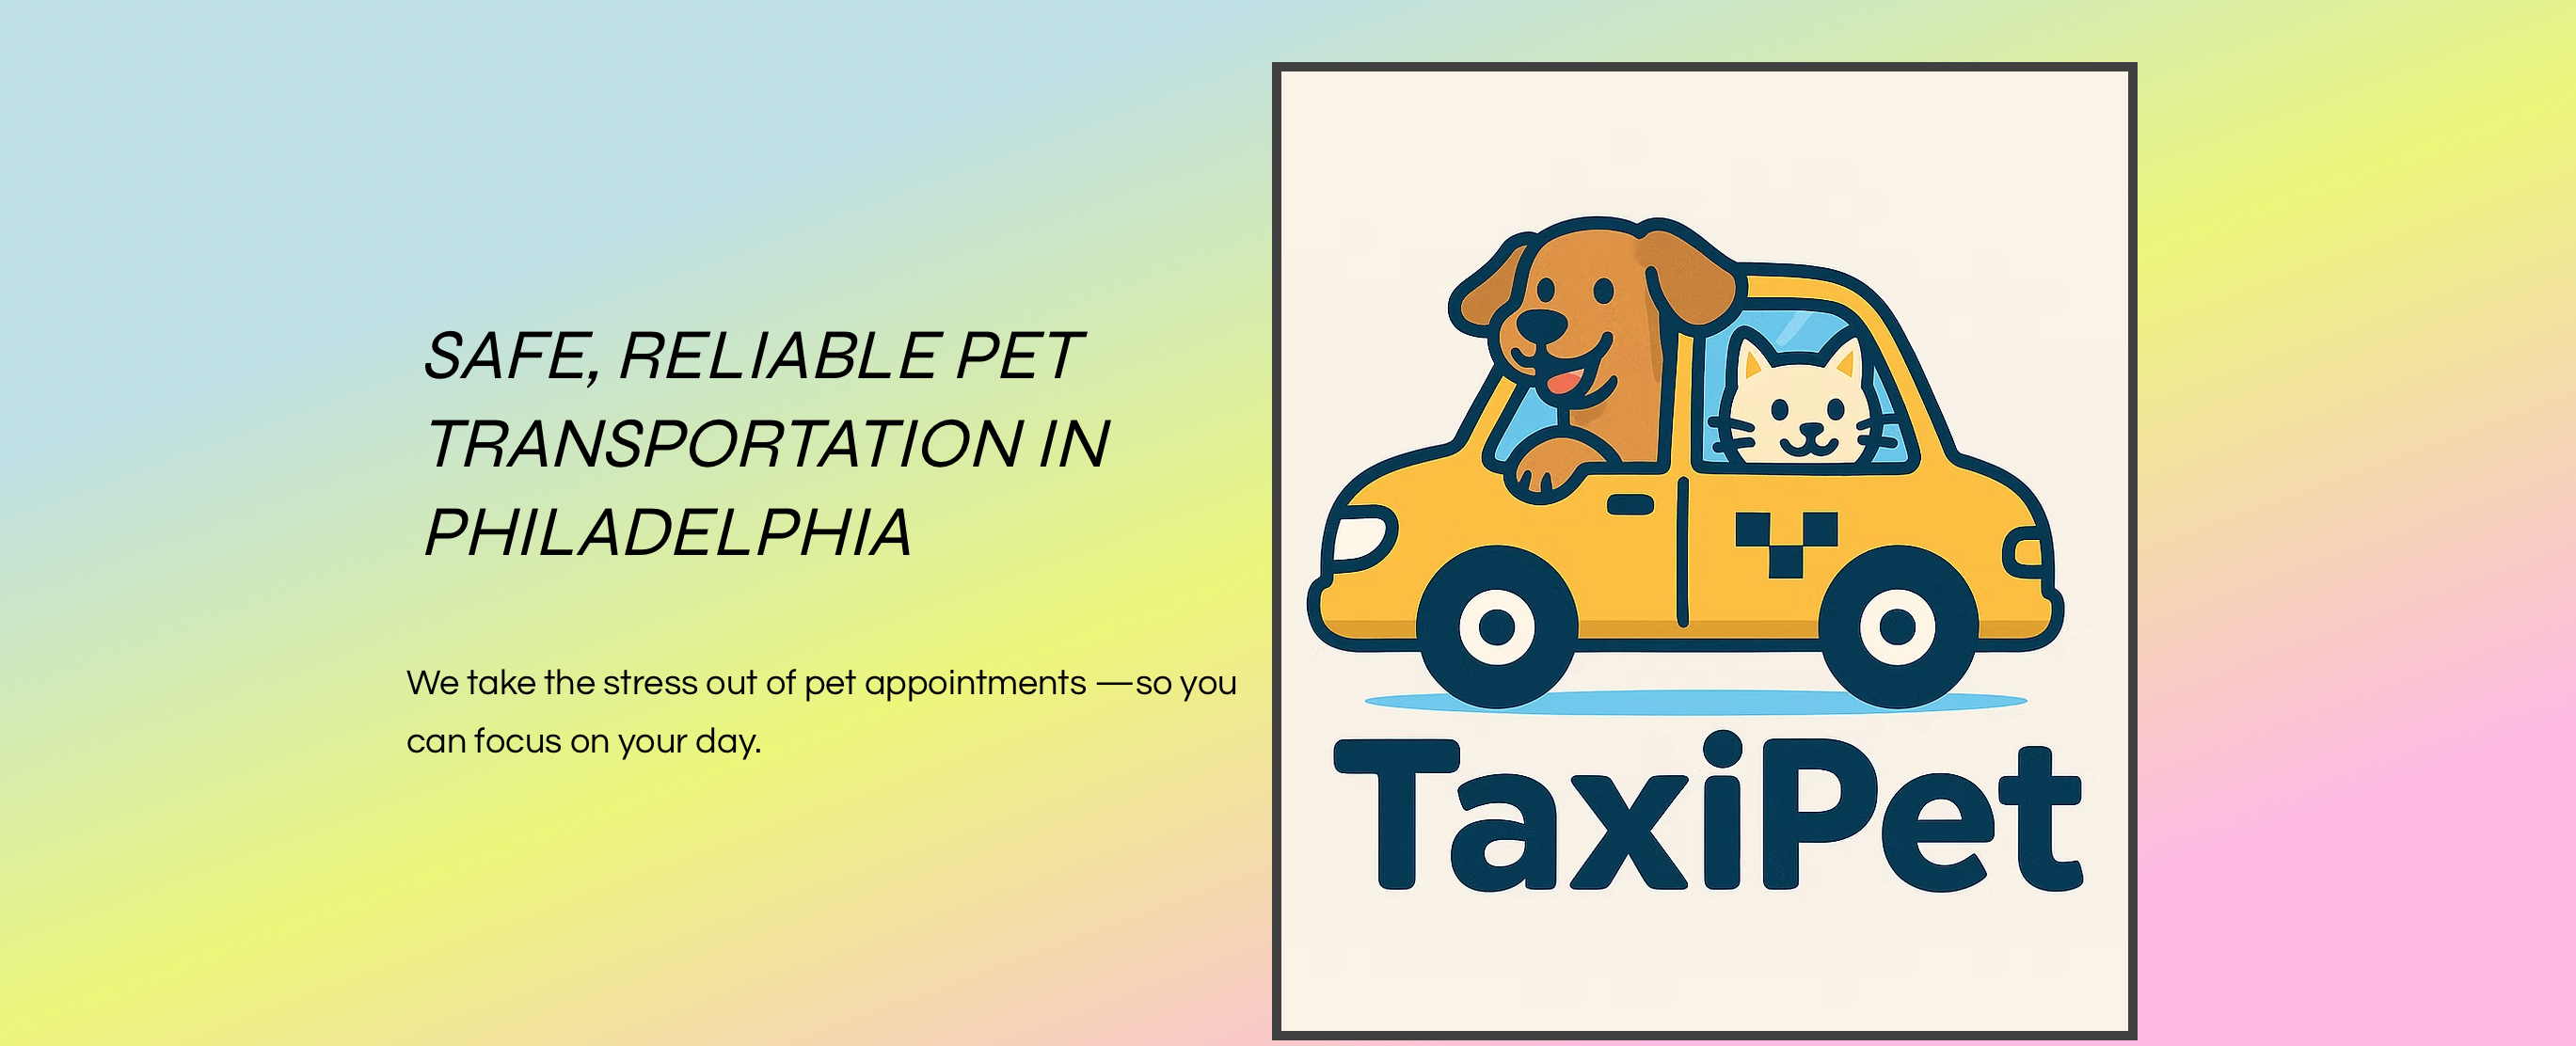 SAFE, RELIABLE PET
TRANSPORTATION IN
PHILADELPHIA
We take the stress out of pet appointments —so you
can focus on your day.
TaxiPet